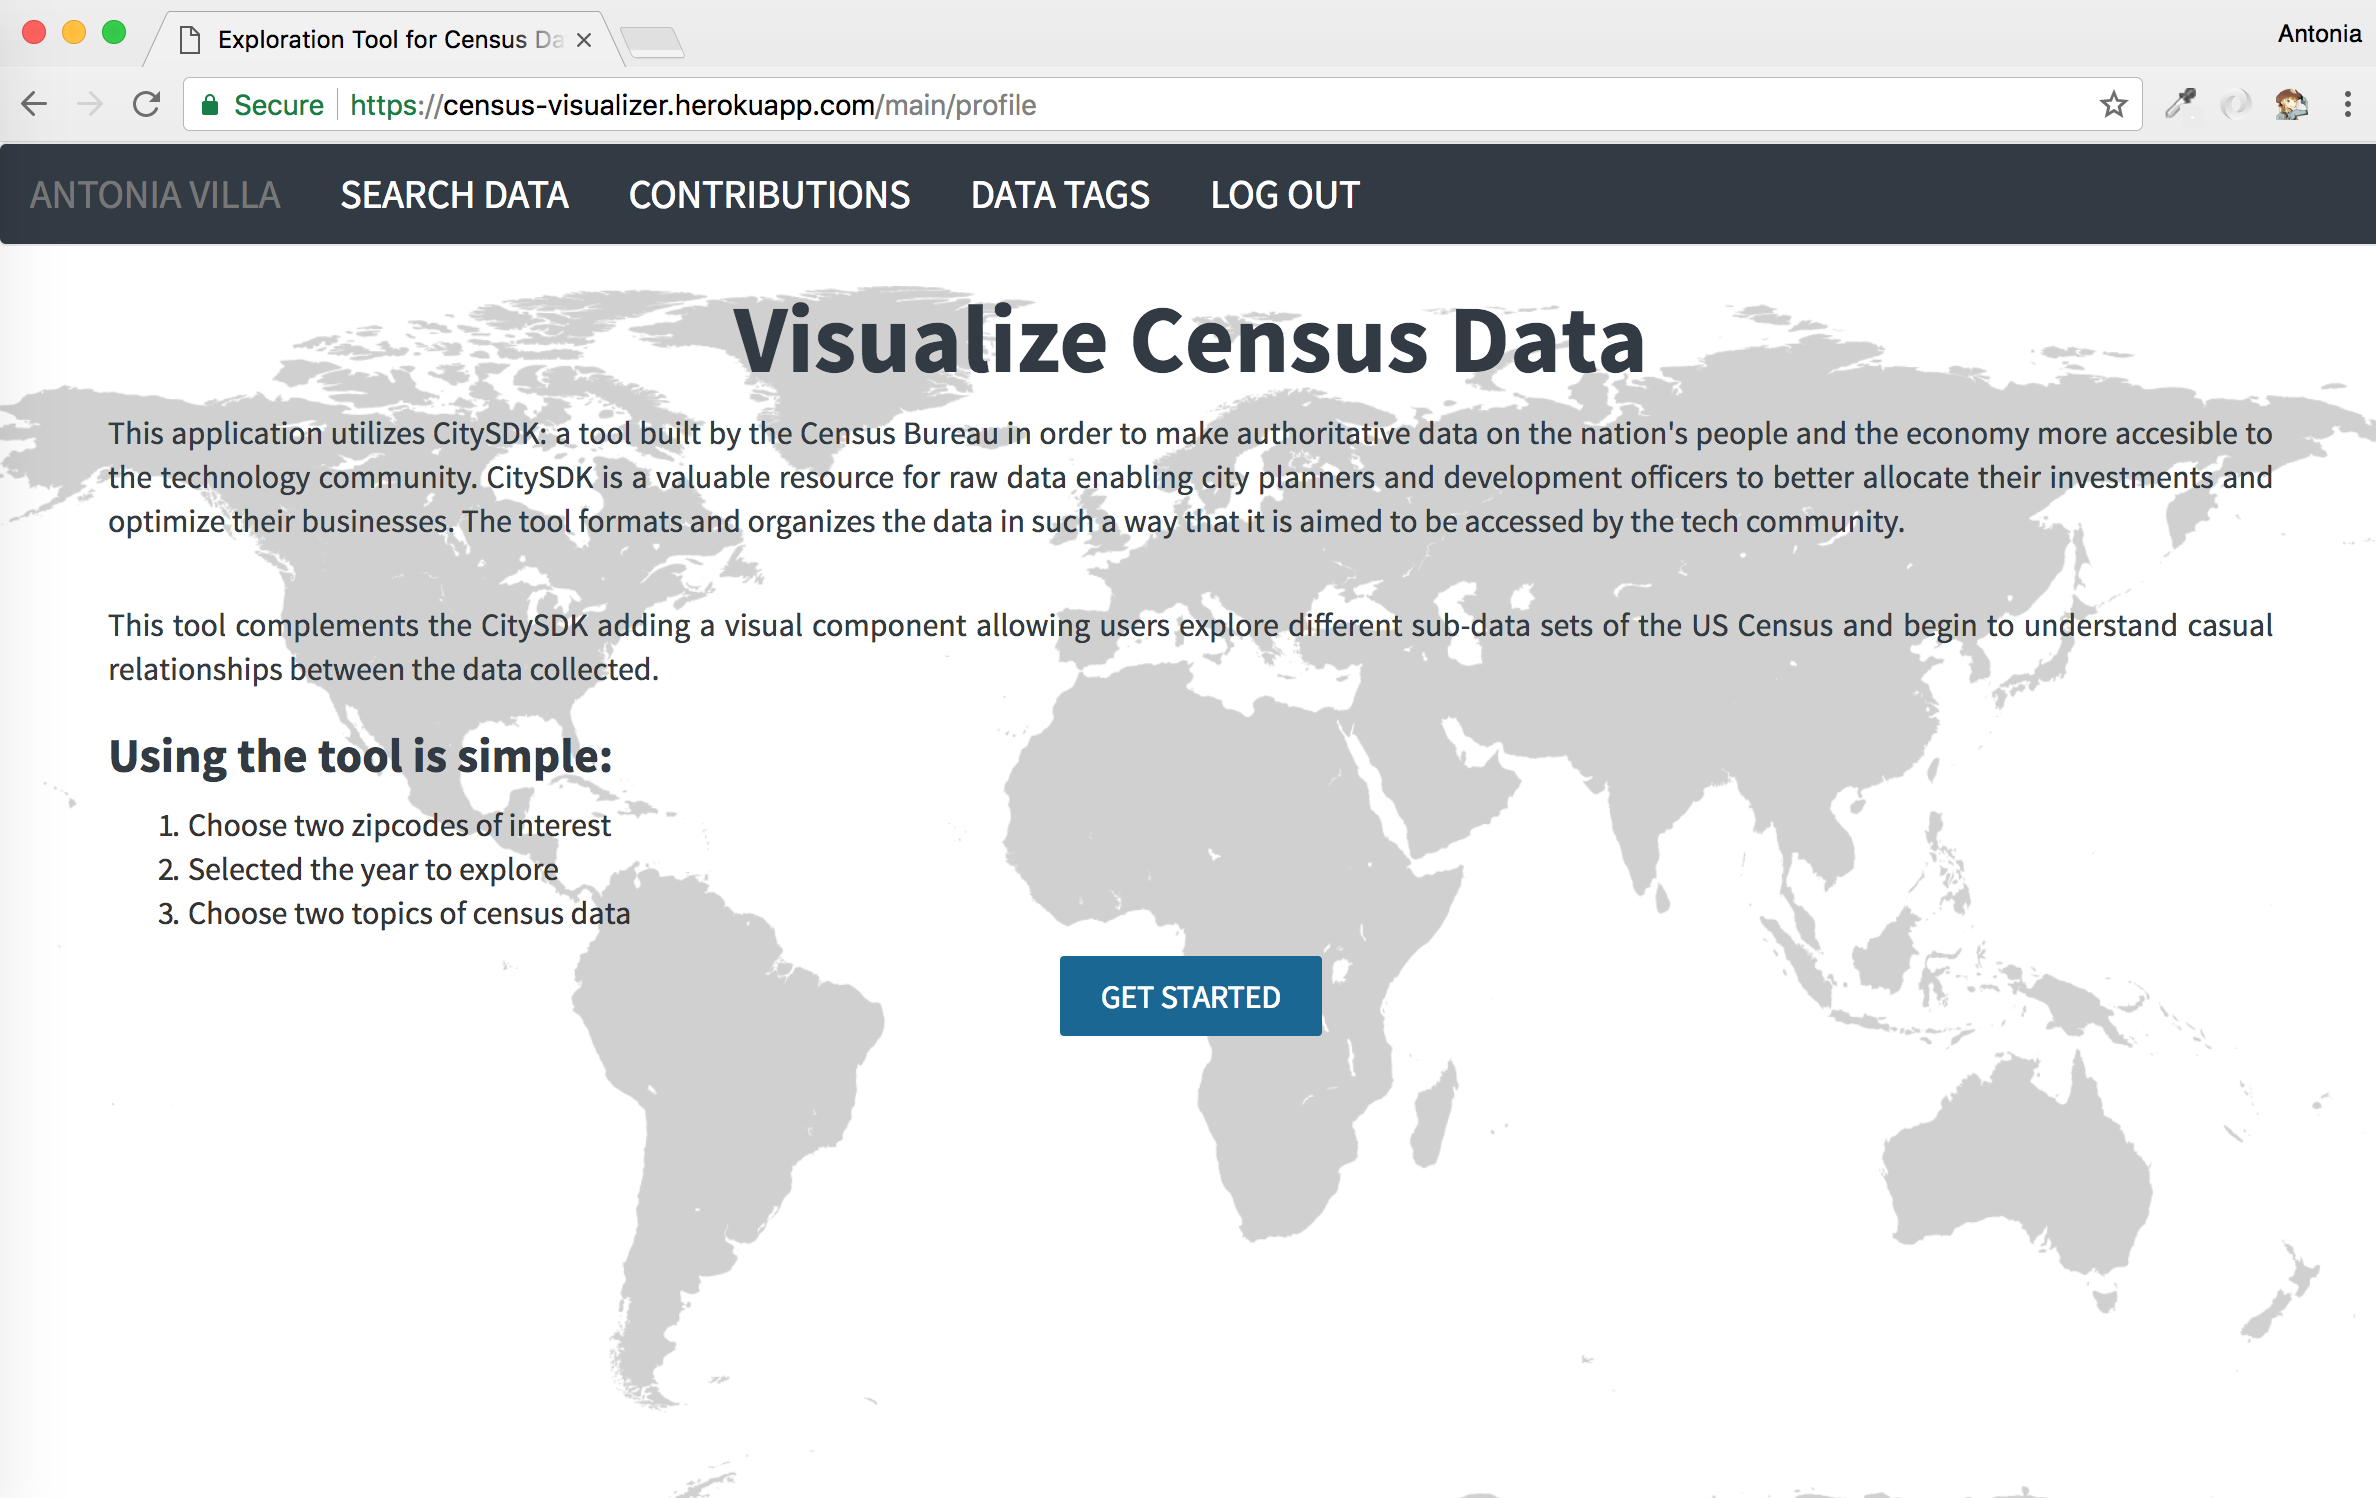 Exploration Tool for Census Da
Antonia
Secure https://census-visualizer.herokuapp.com/main/profile
ANTONIA VILLA SEARCH DATA CONTRIBUTIONS DATA TAGS LOG OUT
Visualize Census Data
This application utilizes CitySDK: a tool built by the Census Bureau in order to make authoritative data on the nation's people and the economy more accesible to
the technology community. CitySDK is a valuable resource for raw data enabling city planners and development officers to better allocate their investments and
optimize their businesses. The tool formats and organizes the data in such a way that it is aimed to be accessed by the tech community.
This tool complements the CitySDK adding a visual component allowing users explore different sub-data sets of the US Census and begin to understand casual
relationships between the data collected.
Using the tool is simple:
1. Choose two zipcodes of interest
2. Selected the year to explore
3. Choose two topics of census data
GET STARTED